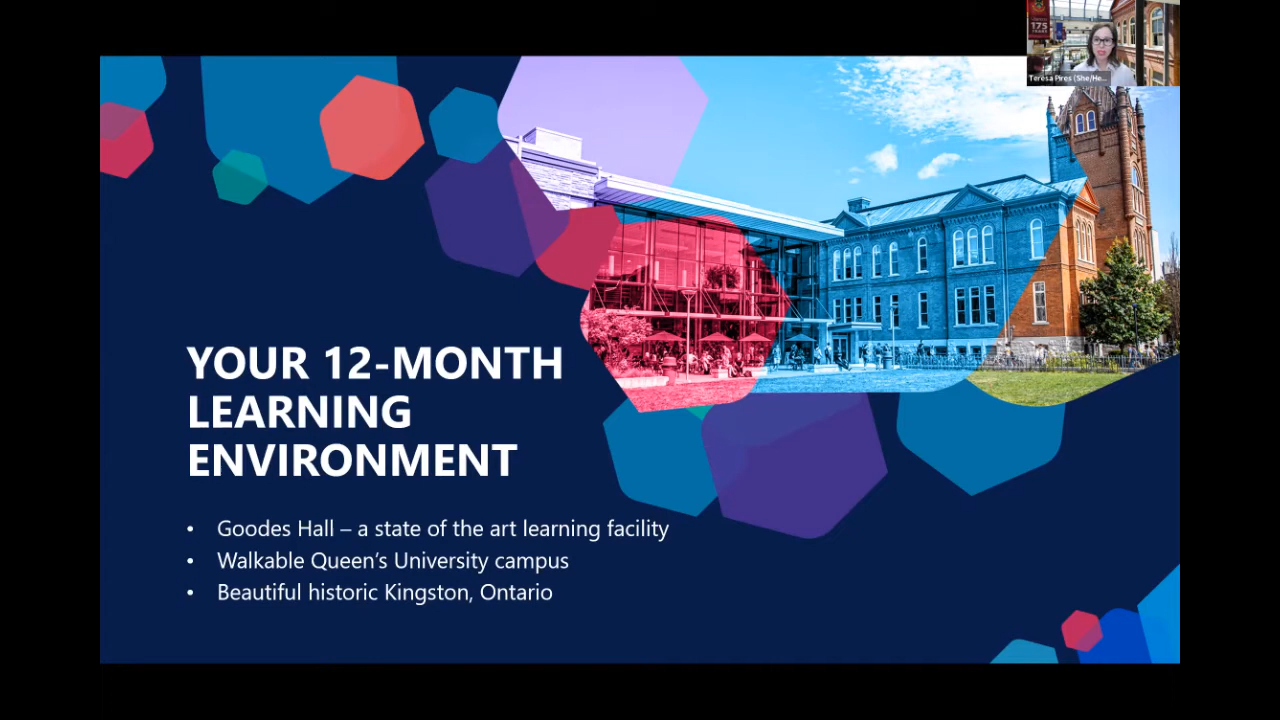 175
Teresa Pires (She/He...
YOUR 12-MONTH
LEARNING
ENVIRONMENT
• Goodes Hall – a state of the art learning facility
• Walkable Queen's University campus
• Beautiful historic Kingston, Ontario